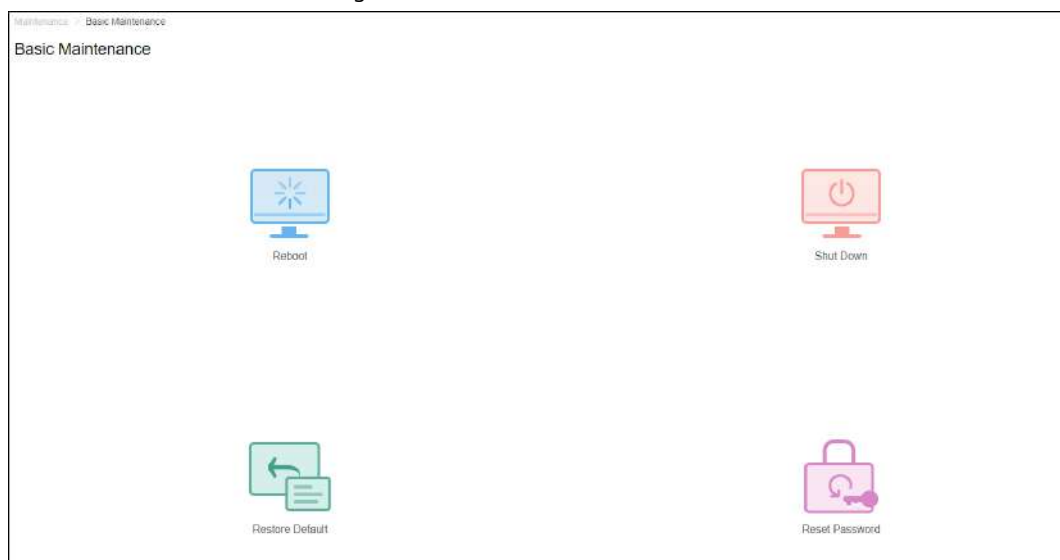 Maintenance > Basic Maintenance
Basic Maintenance
Reboot
Shut Down
Restore Default
Reset Password